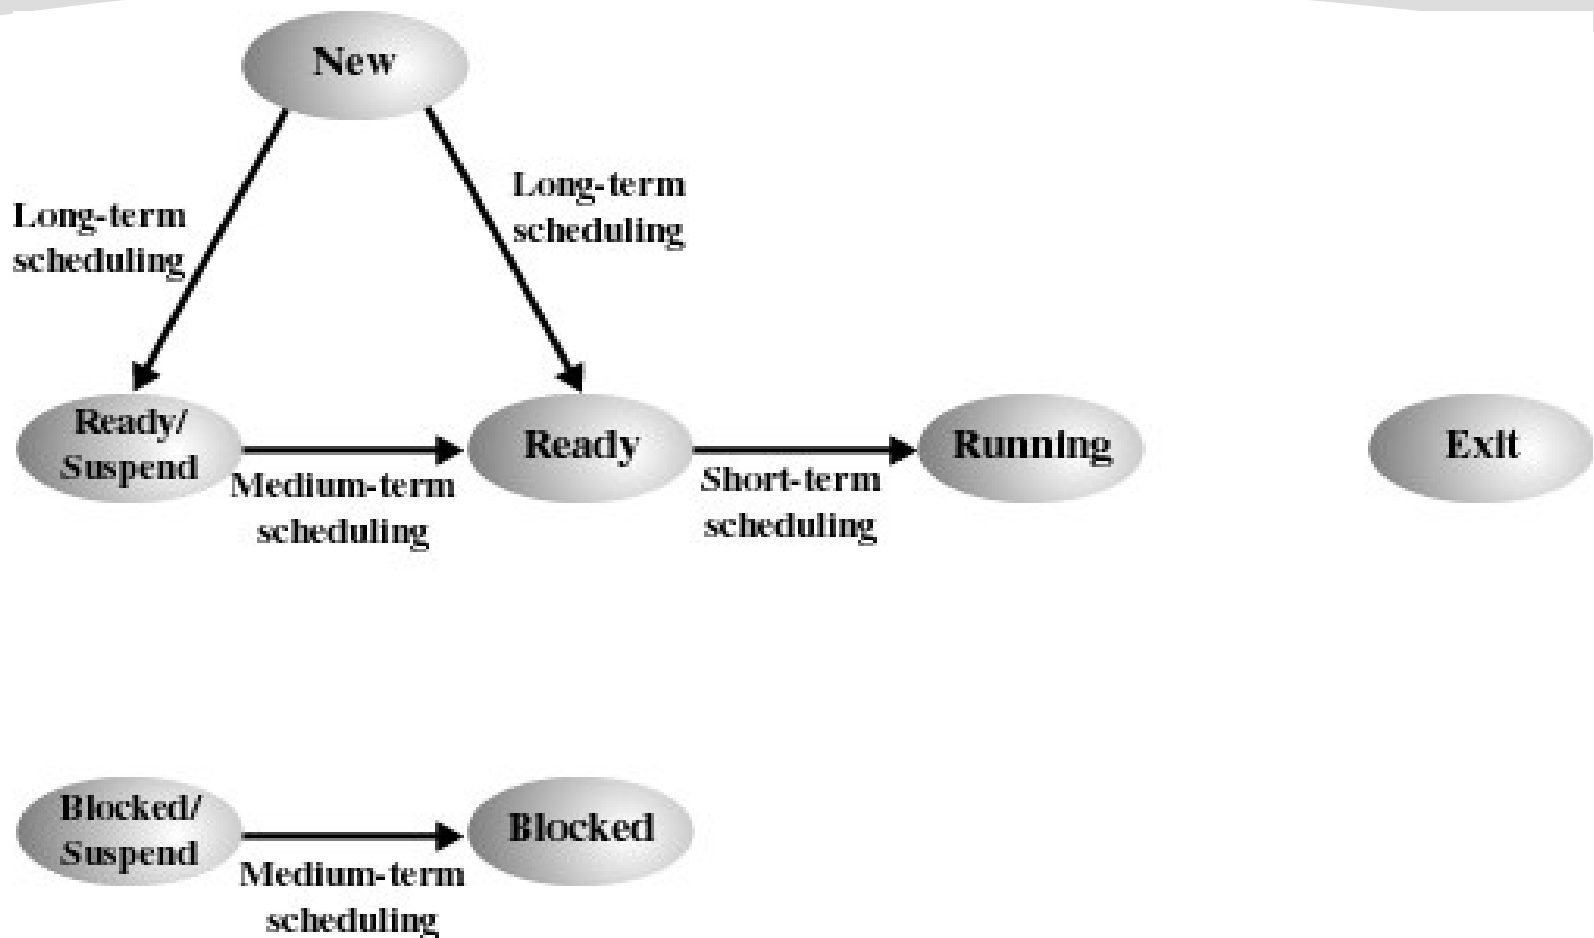 New
Long-term
scheduling
Long-term
scheduling
Ready/
Suspend
Medium-term
scheduling
Ready
Short-term
scheduling
Running
Exit
Blocked/
Suspend
Medium-term
scheduling
Blocked